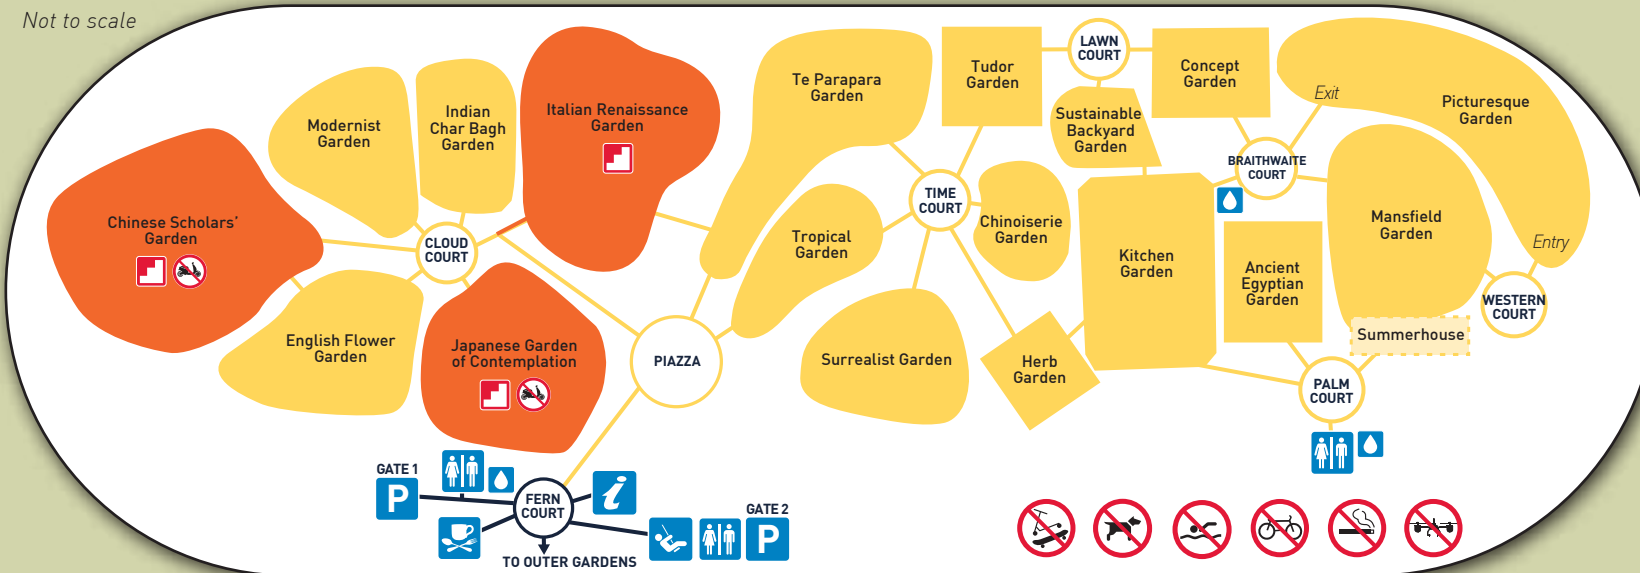 Not to scale
Modernist
Garden
Indian
Char Bagh
Garden
Italian Renaissance
Garden
Chinese Scholars’
Garden
CLOUD
COURT
English Flower
Garden
Japanese Garden
of Contemplation
PIAZZA
Te Parapara
Garden
Tropical
Garden
Tudor
Garden
LAWN
COURT
Concept
Garden
Sustainable
Backyard
Garden
TIME
COURT
Chinoiserie
Garden
Surrealist Garden
Herb
Garden
Kitchen
Garden
BRAITHWAITE
COURT
Exit
Picturesque
Garden
Mansfield
Garden
Entry
Ancient
Egyptian
Garden
WESTERN
COURT
Summerhouse
PALM
COURT
GATE 1
P
FERN
COURT
i
GATE 2
P
TO OUTER GARDENS